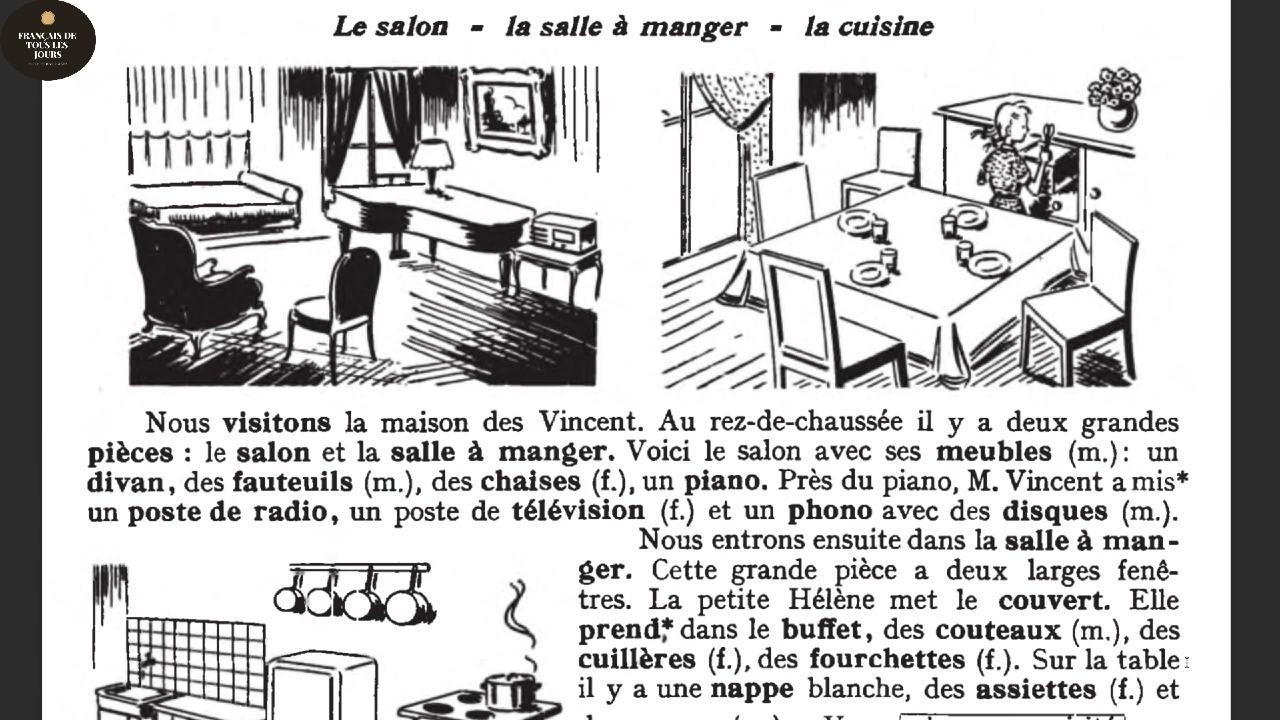 FRANÇAIS DE
TOUS LES
JOURS
Le salon - la salle à manger - la cuisine
Nous visitons la maison des Vincent. Au rez-de-chaussée il y a deux grandes
pièces : le salon et la salle à manger. Voici le salon avec ses meubles (m.): un
divan, des fauteuils (m.), des chaises (f.), un piano. Près du piano, M. Vincent a mis*
un poste de radio, un poste de télévision (f.) et un phono avec des disques (m.).
Nous entrons ensuite dans la salle à man-
ger. Cette grande pièce a deux larges fenê-
tres. La petite Hélène met le couvert. Elle
prend* dans le buffet, des couteaux (m.), des
cuillères (f.), des fourchettes (f.). Sur la table
il y a une nappe blanche, des assiettes (f.) et